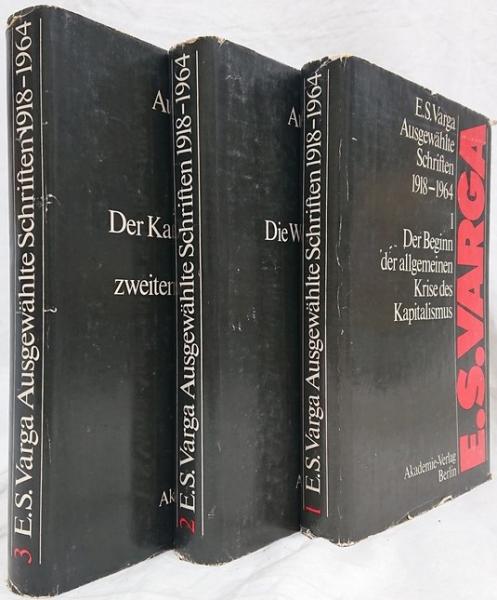 3 E.S. Varga Ausgewählte Schriften 1918–1964
Der
zweiten
2 E.S. Varga Ausgewählte Schriften 1918–1964
Die
1 E.S. Varga Ausgewählte Schriften 1918–1964
E.S. Varga
Ausgewählte
Schriften
1918–1964
1
Der Beginn
der allgemeinen
Krise des
Kapitalismus
Akademie-Verlag
Berlin
E.S. VARGA